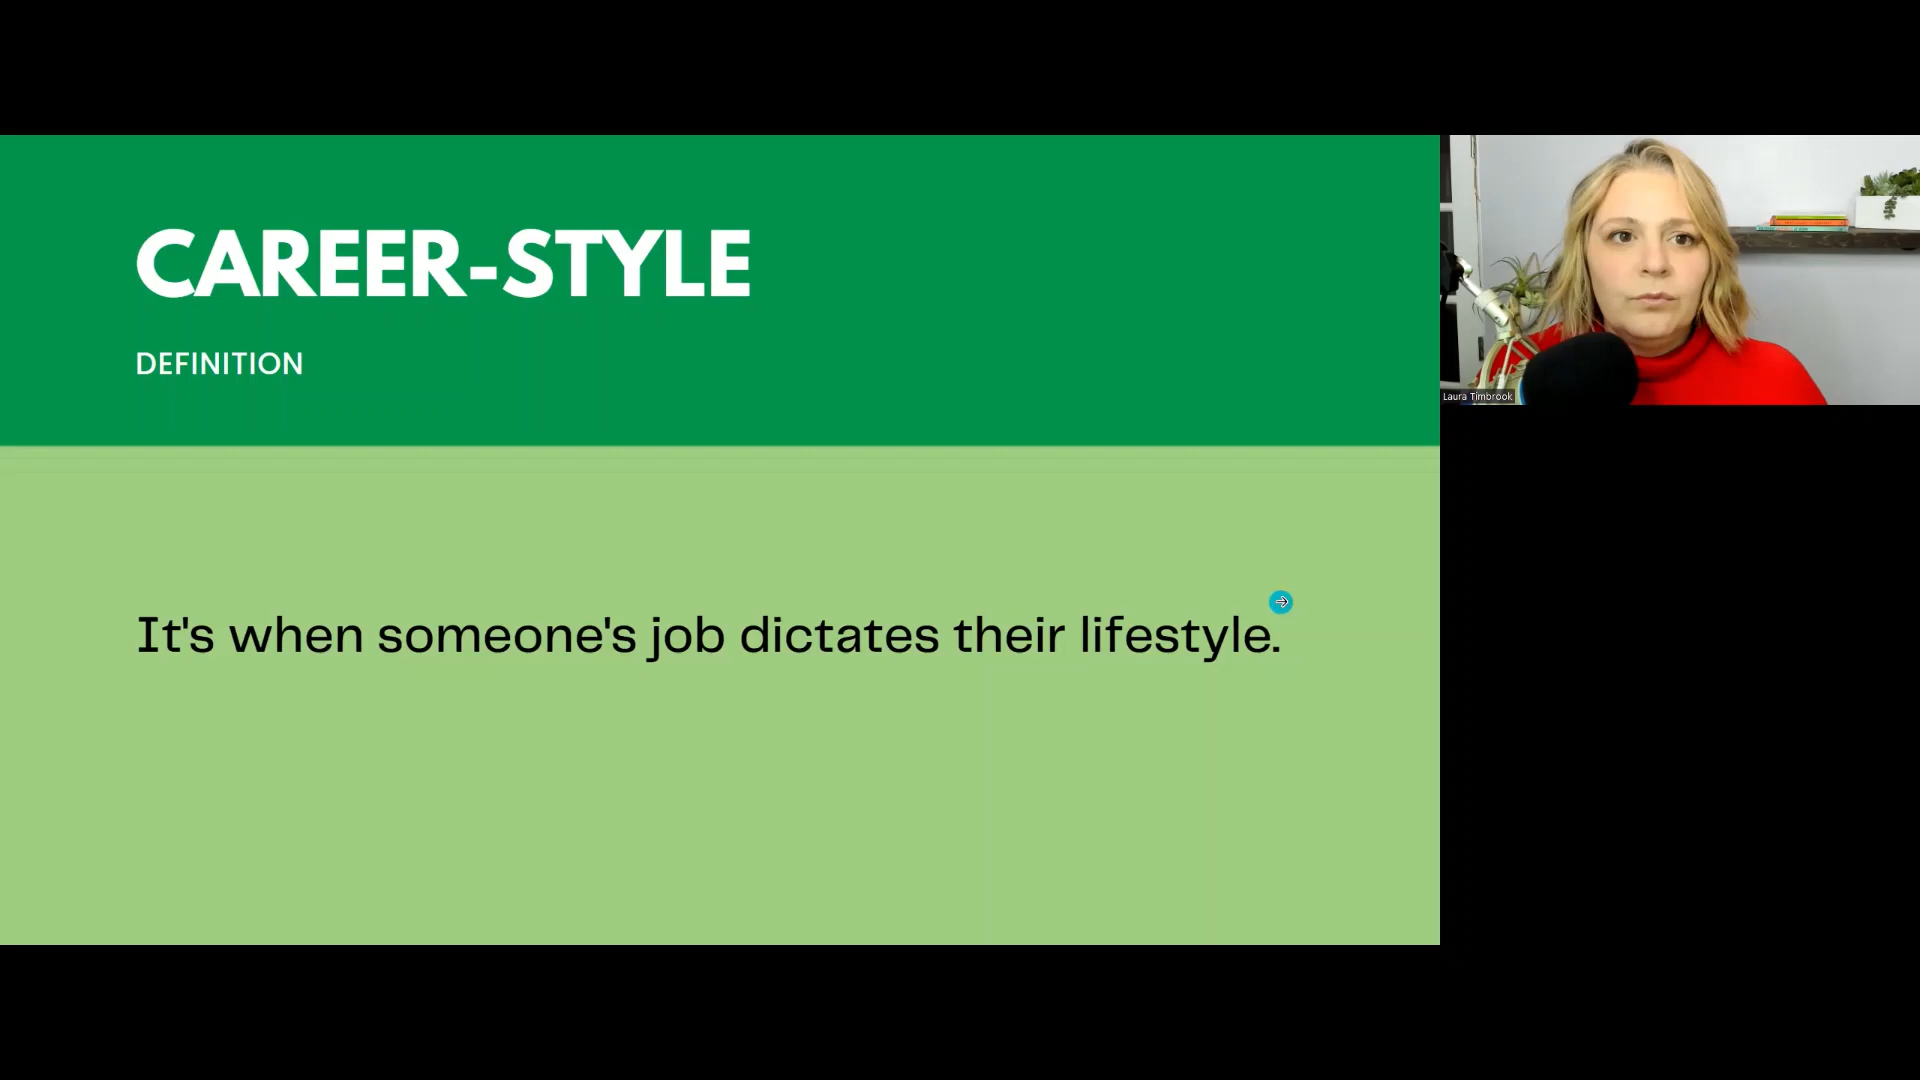 CAREER-STYLE
DEFINITION
It's when someone's job dictates their lifestyle.
Laura Timbrook